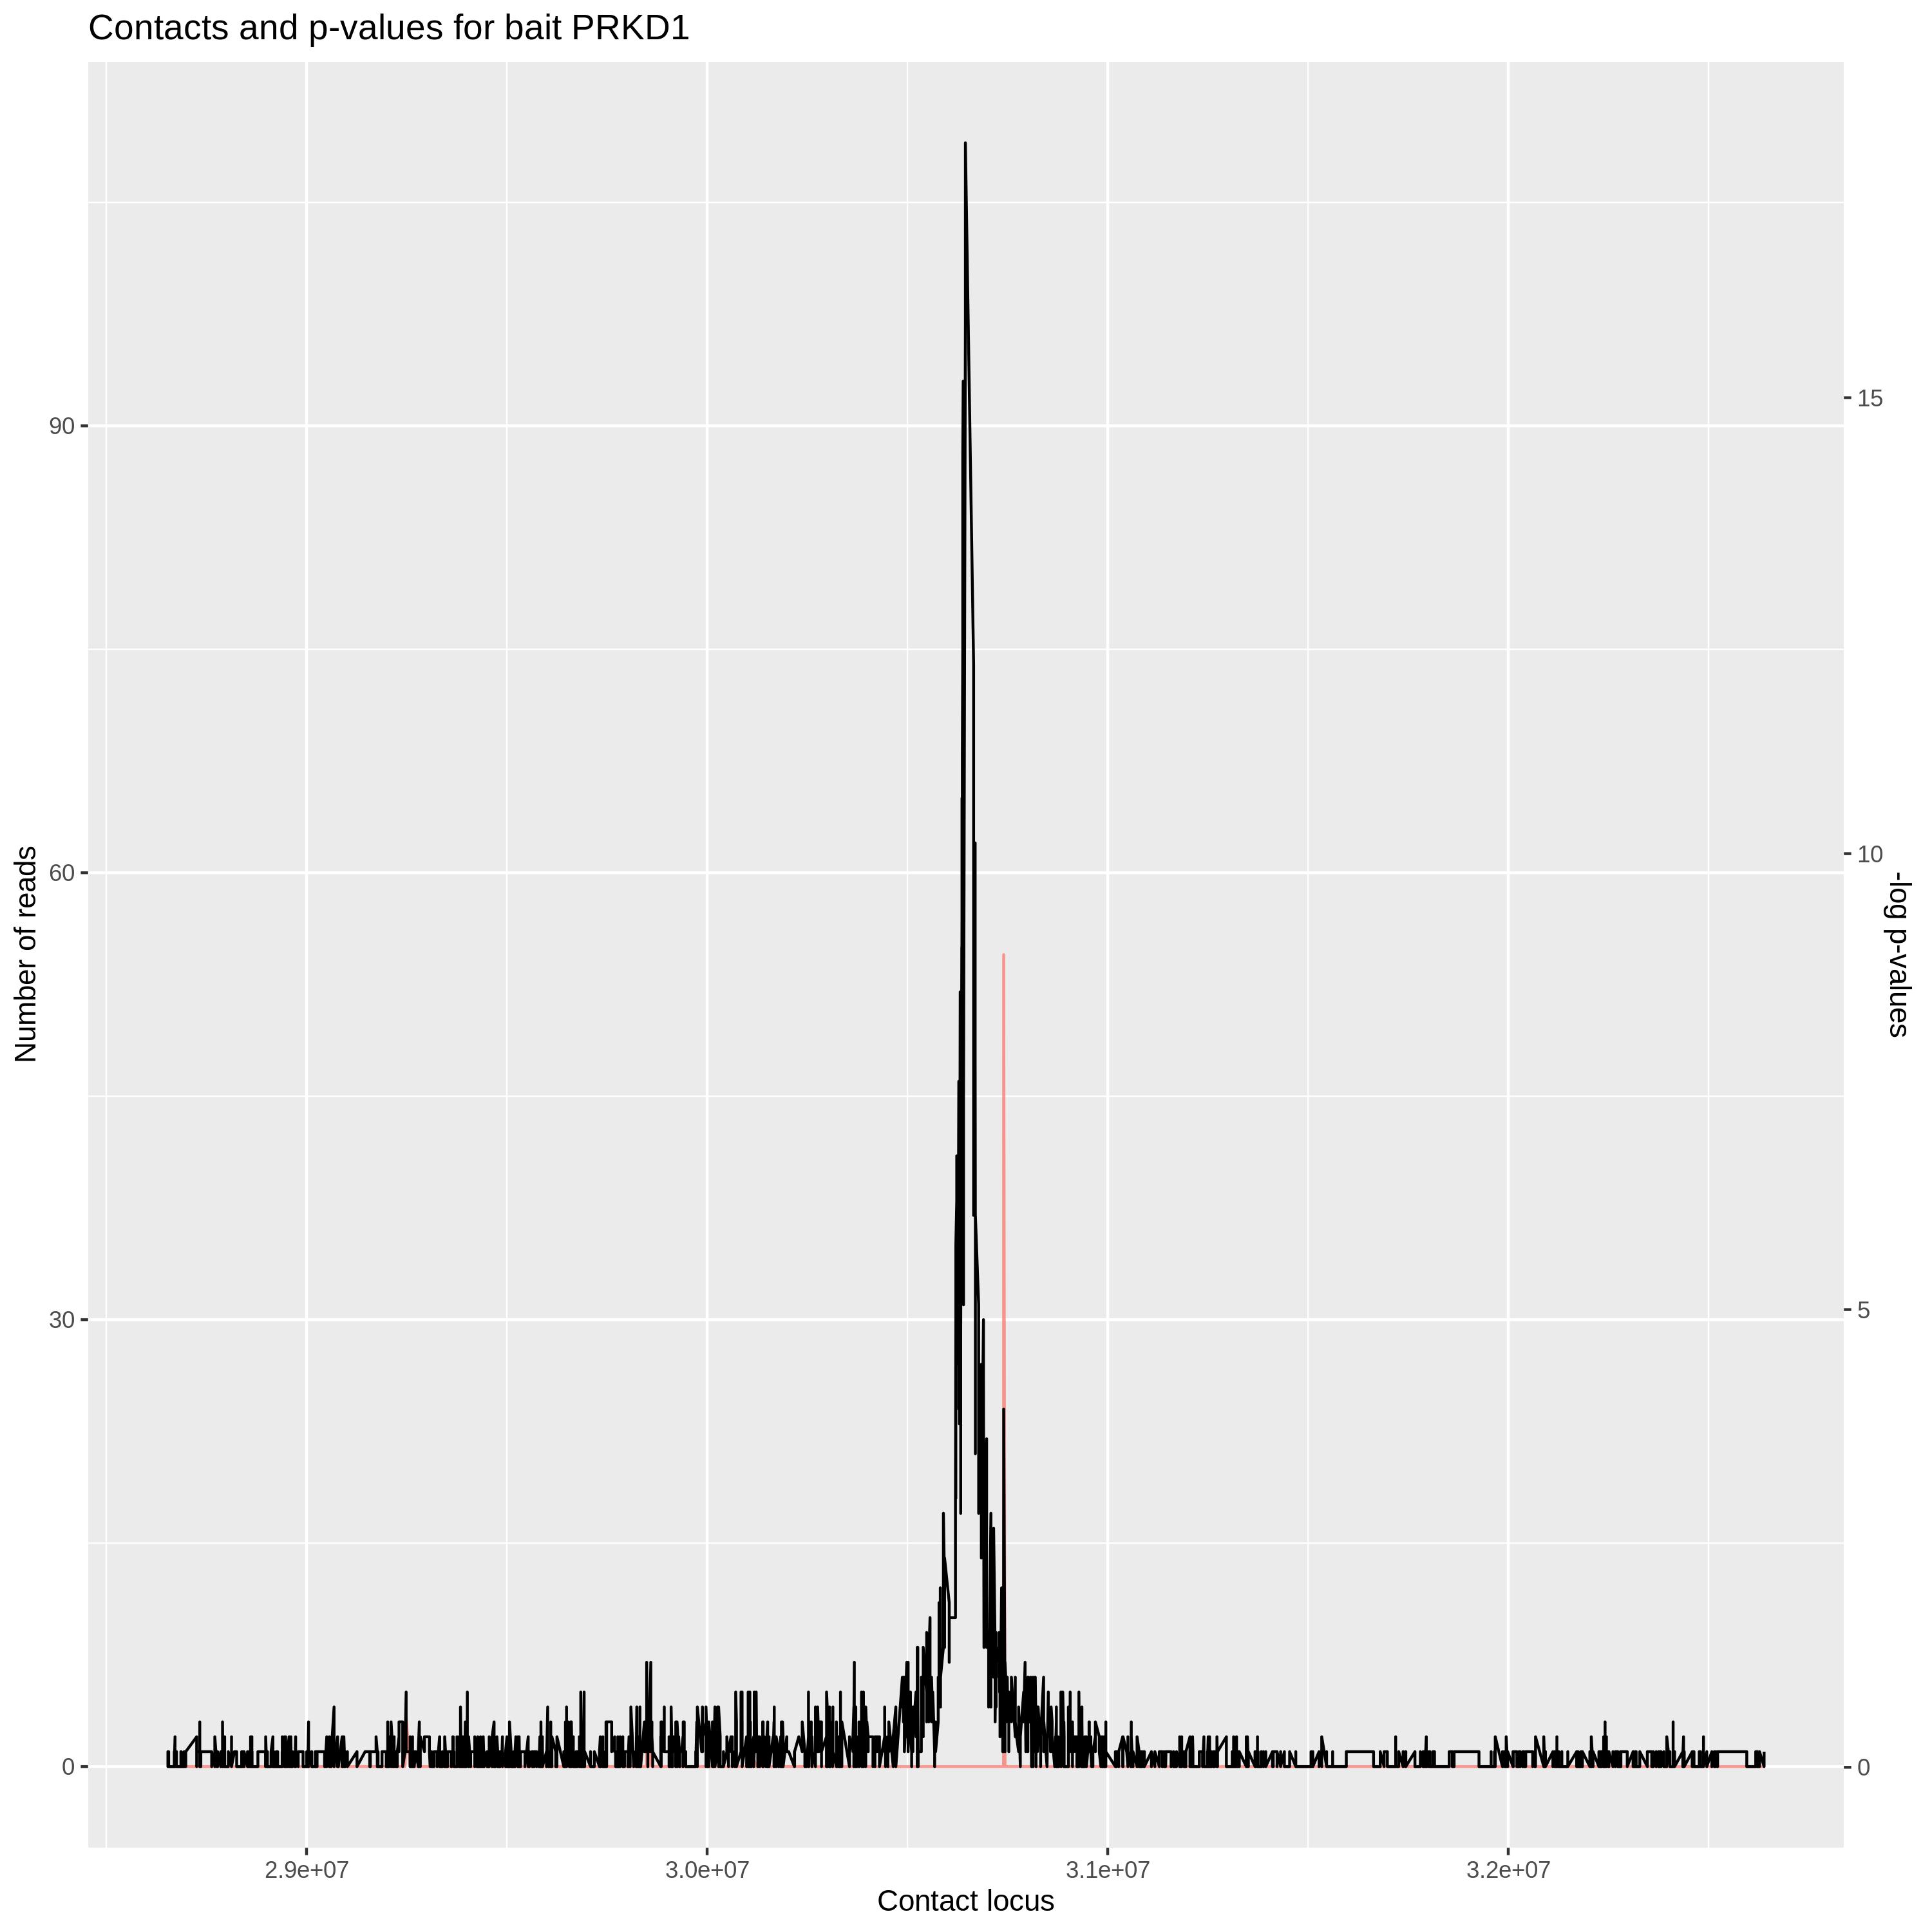 Contacts and p-values for bait PRKD1
90
60
30
0
15
10
5
0
Number of reads
-log p-values
2.9e+07 3.0e+07 3.1e+07 3.2e+07
Contact locus